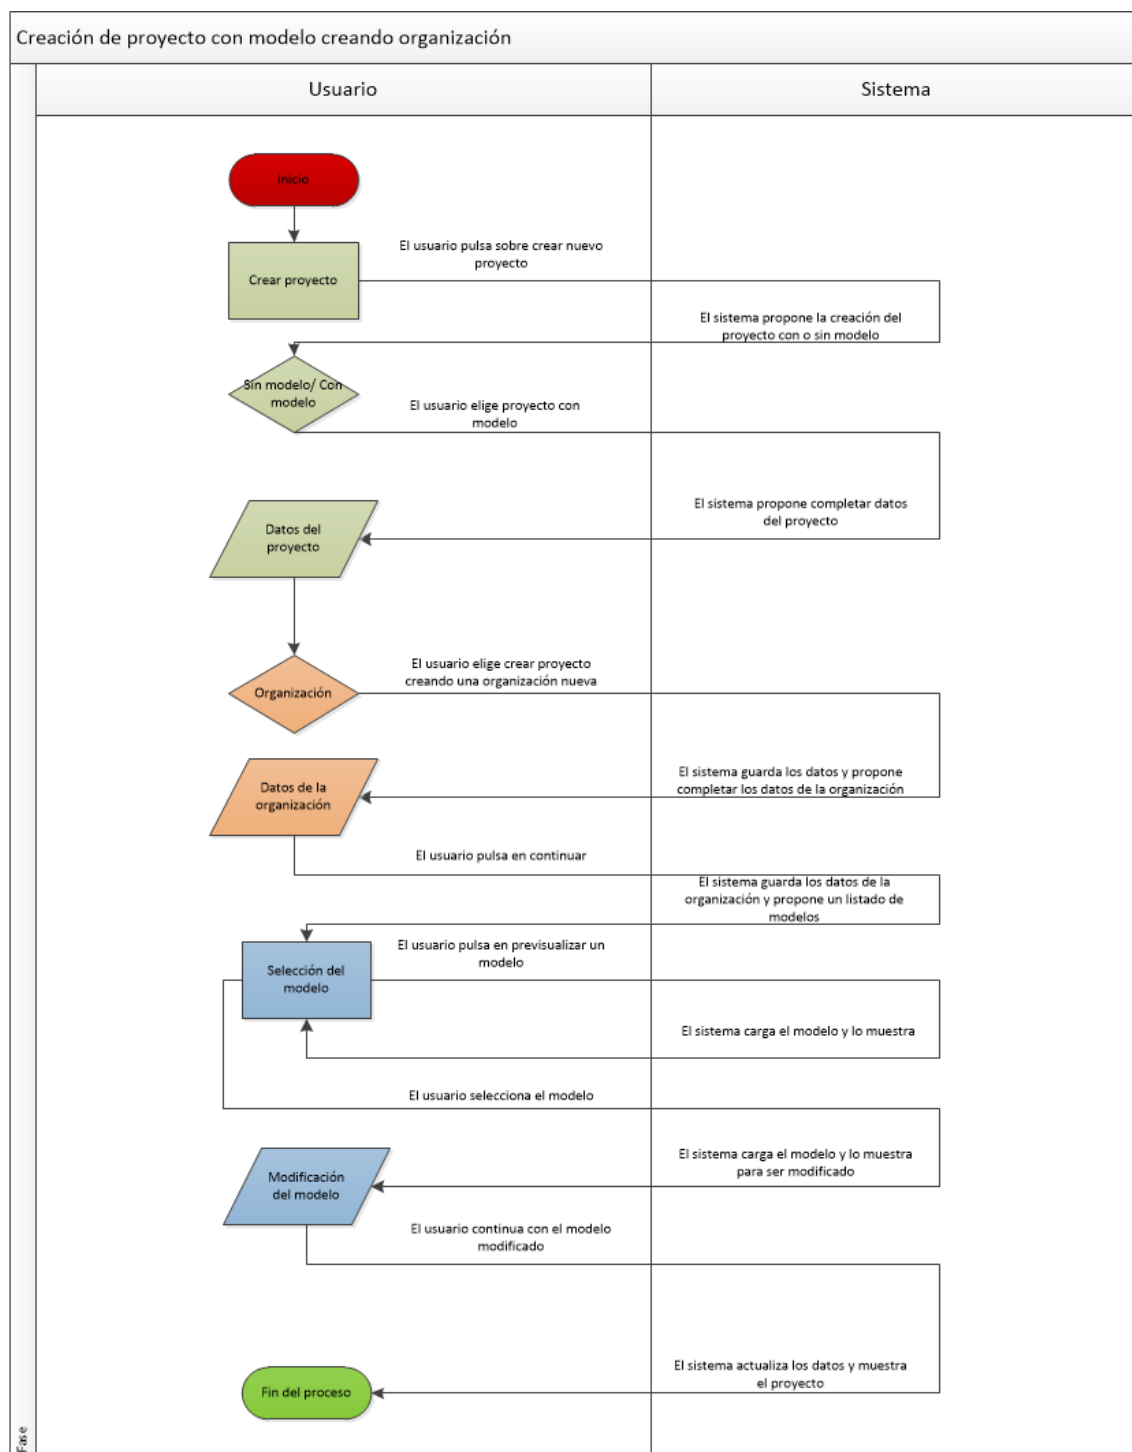 Creación de proyecto con modelo creando organización
Usuario
Sistema
inicio
El usuario pulsa sobre crear nuevo
proyecto
Crear proyecto
El sistema propone la creación del
proyecto con o sin modelo
Sin modelo/ Con
modelo
El usuario elige proyecto con
modelo
El sistema propone completar datos
del proyecto
Datos del
proyecto
El usuario elige crear proyecto
creando una organización nueva
Organización
El sistema guarda los datos y propone
completar los datos de la organización
Datos de la
organización
El usuario pulsa en continuar
El sistema guarda los datos de la
organización y propone un listado de
modelos
El usuario pulsa en previsualizar un
modelo
Selección del
modelo
El sistema carga el modelo y lo muestra
El usuario selecciona el modelo
El sistema carga el modelo y lo muestra
para ser modificado
Modificación
del modelo
El usuario continua con el modelo
modificado
El sistema actualiza los datos y muestra
el proyecto
Fin del proceso
Fase